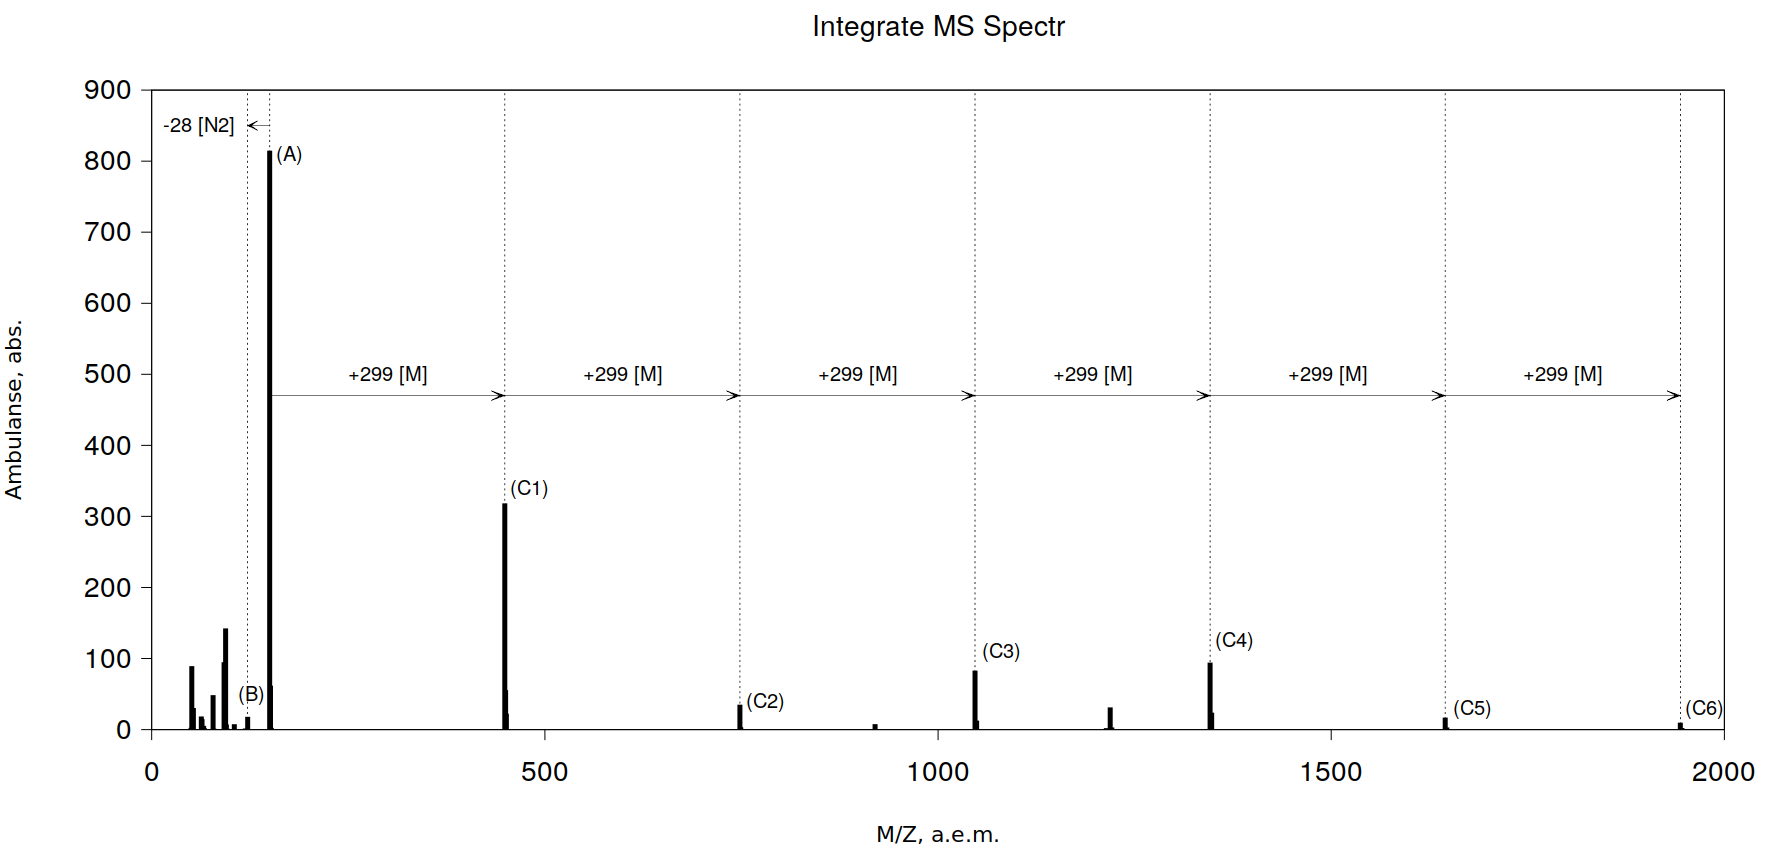 Integrate MS Spectr
900
800
700
600
500
400
300
200
100
0
Ambulanse, abs.
-28 [N2]
(A)
+299 [M]
+299 [M]
+299 [M]
+299 [M]
+299 [M]
+299 [M]
(B)
(C1)
(C2)
(C3)
(C4)
(C5)
(C6)
0
500
1000
1500
2000
M/Z, a.e.m.